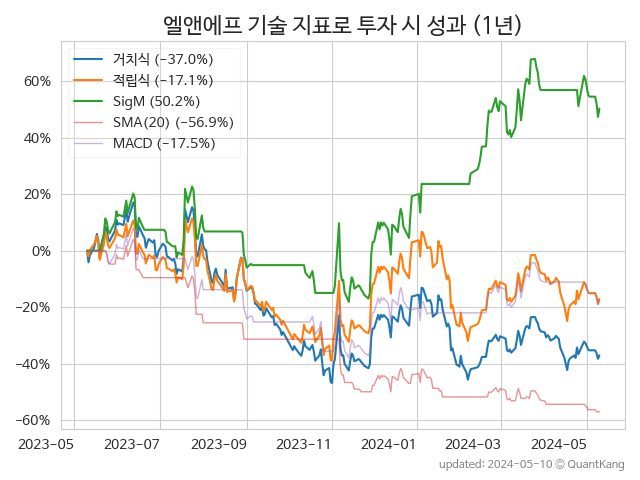 엘앤에프 기술 지표로 투자 시 성과 (1년)
거치식 (−37.0%)
적립식 (−17.1%)
SigM (50.2%)
SMA(20) (−56.9%)
MACD (−17.5%)
60%
40%
20%
0%
−20%
−40%
−60%
2023-05 2023-07 2023-09 2023-11 2024-01 2024-03 2024-05
updated: 2024-05-10 © QuantKang